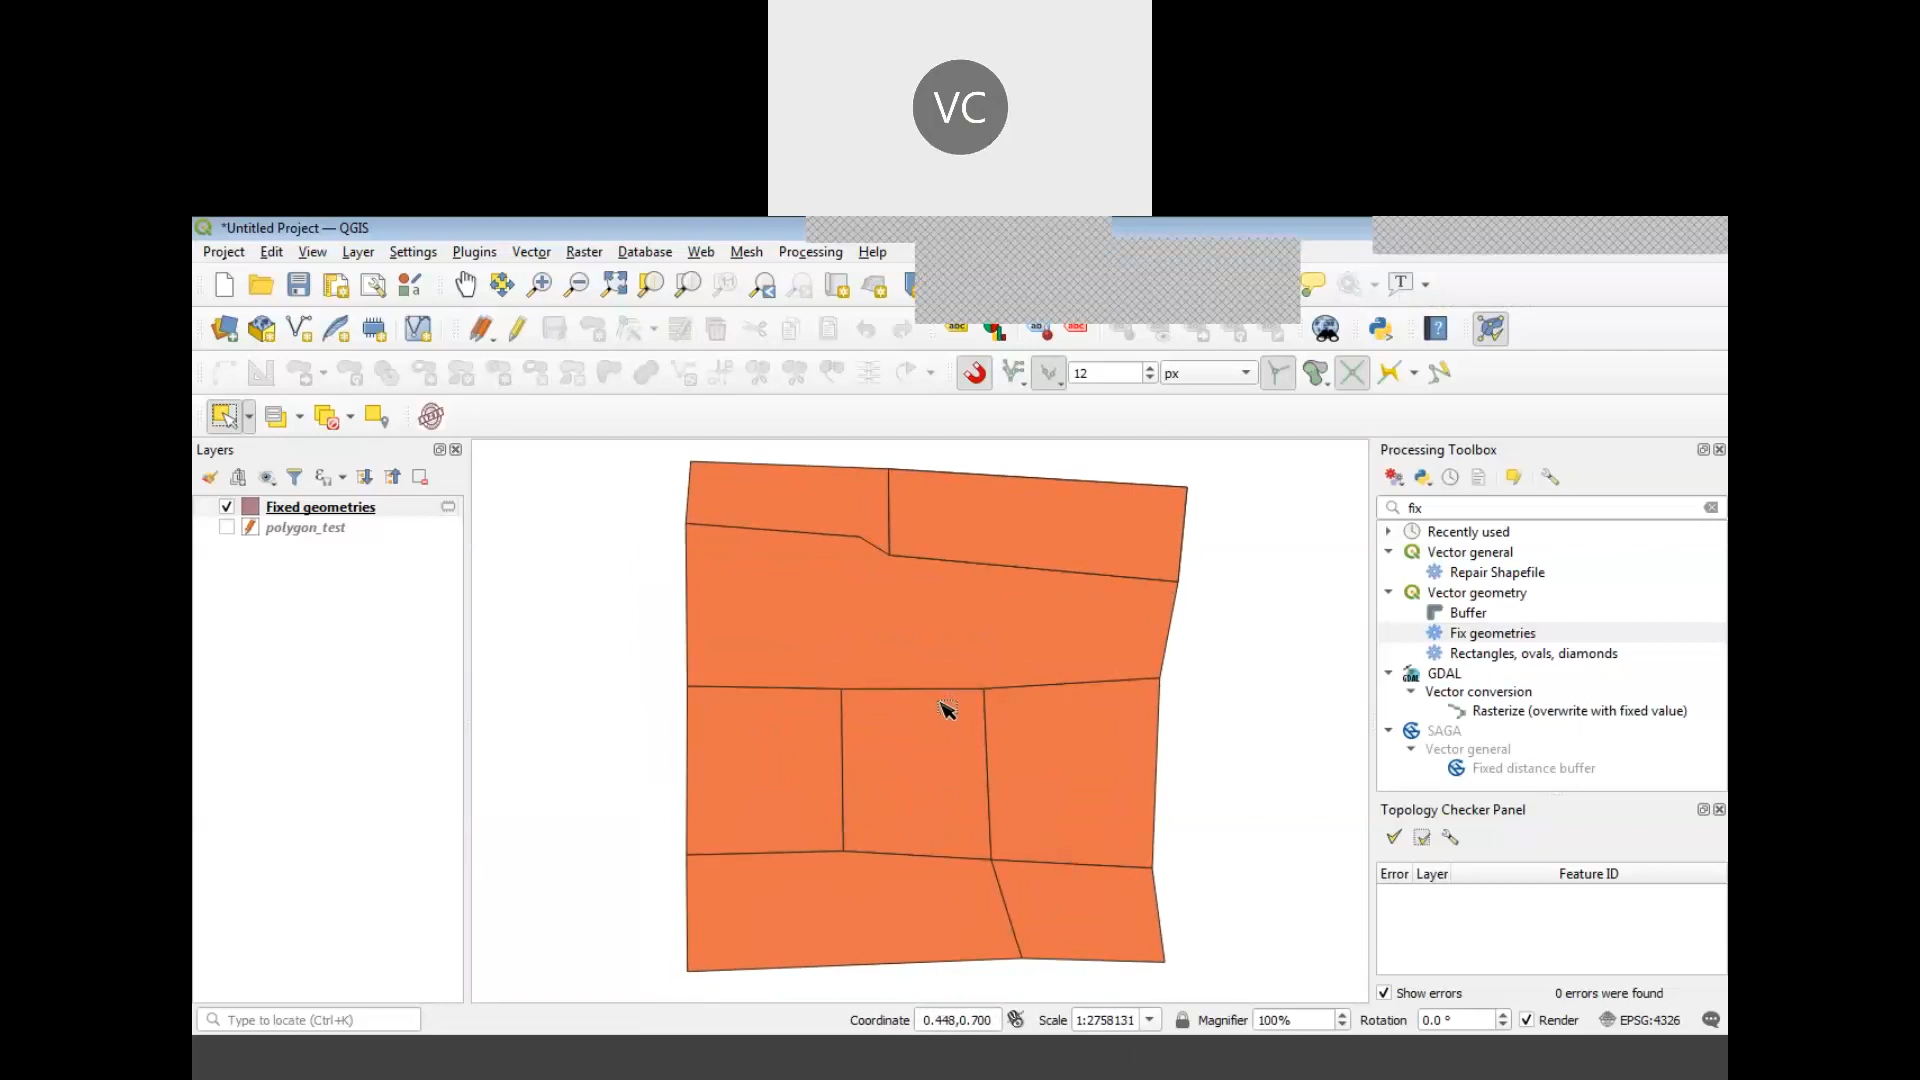 VC
*Untitled Project — QGIS
Project Edit View Layer Settings Plugins Vector Raster Database Web Mesh Processing Help
T
abc ab abc
12 px
Layers
Fixed geometries
polygon_test
Processing Toolbox
fix
Recently used
Vector general
Repair Shapefile
Vector geometry
Buffer
Fix geometries
Rectangles, ovals, diamonds
GDAL
Vector conversion
Rasterize (overwrite with fixed value)
SAGA
Vector general
Fixed distance buffer
Topology Checker Panel
Error Layer Feature ID
Show errors 0 errors were found
Type to locate (Ctrl+K) Coordinate 0.448,0.700 Scale 1:2758131 Magnifier 100% Rotation 0.0 ° Render EPSG:4326